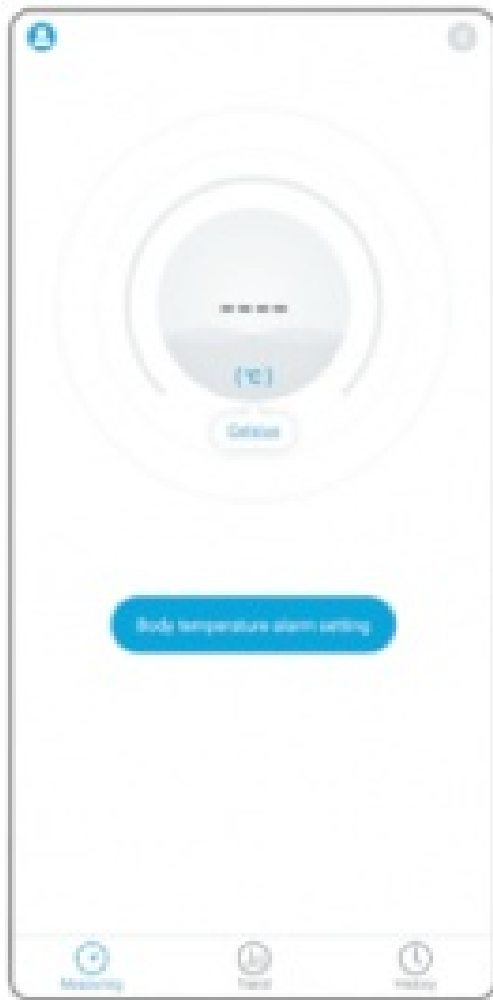 ----
(℃)
Celsius
Body temperature alarm setting
Measuring
Trend
History